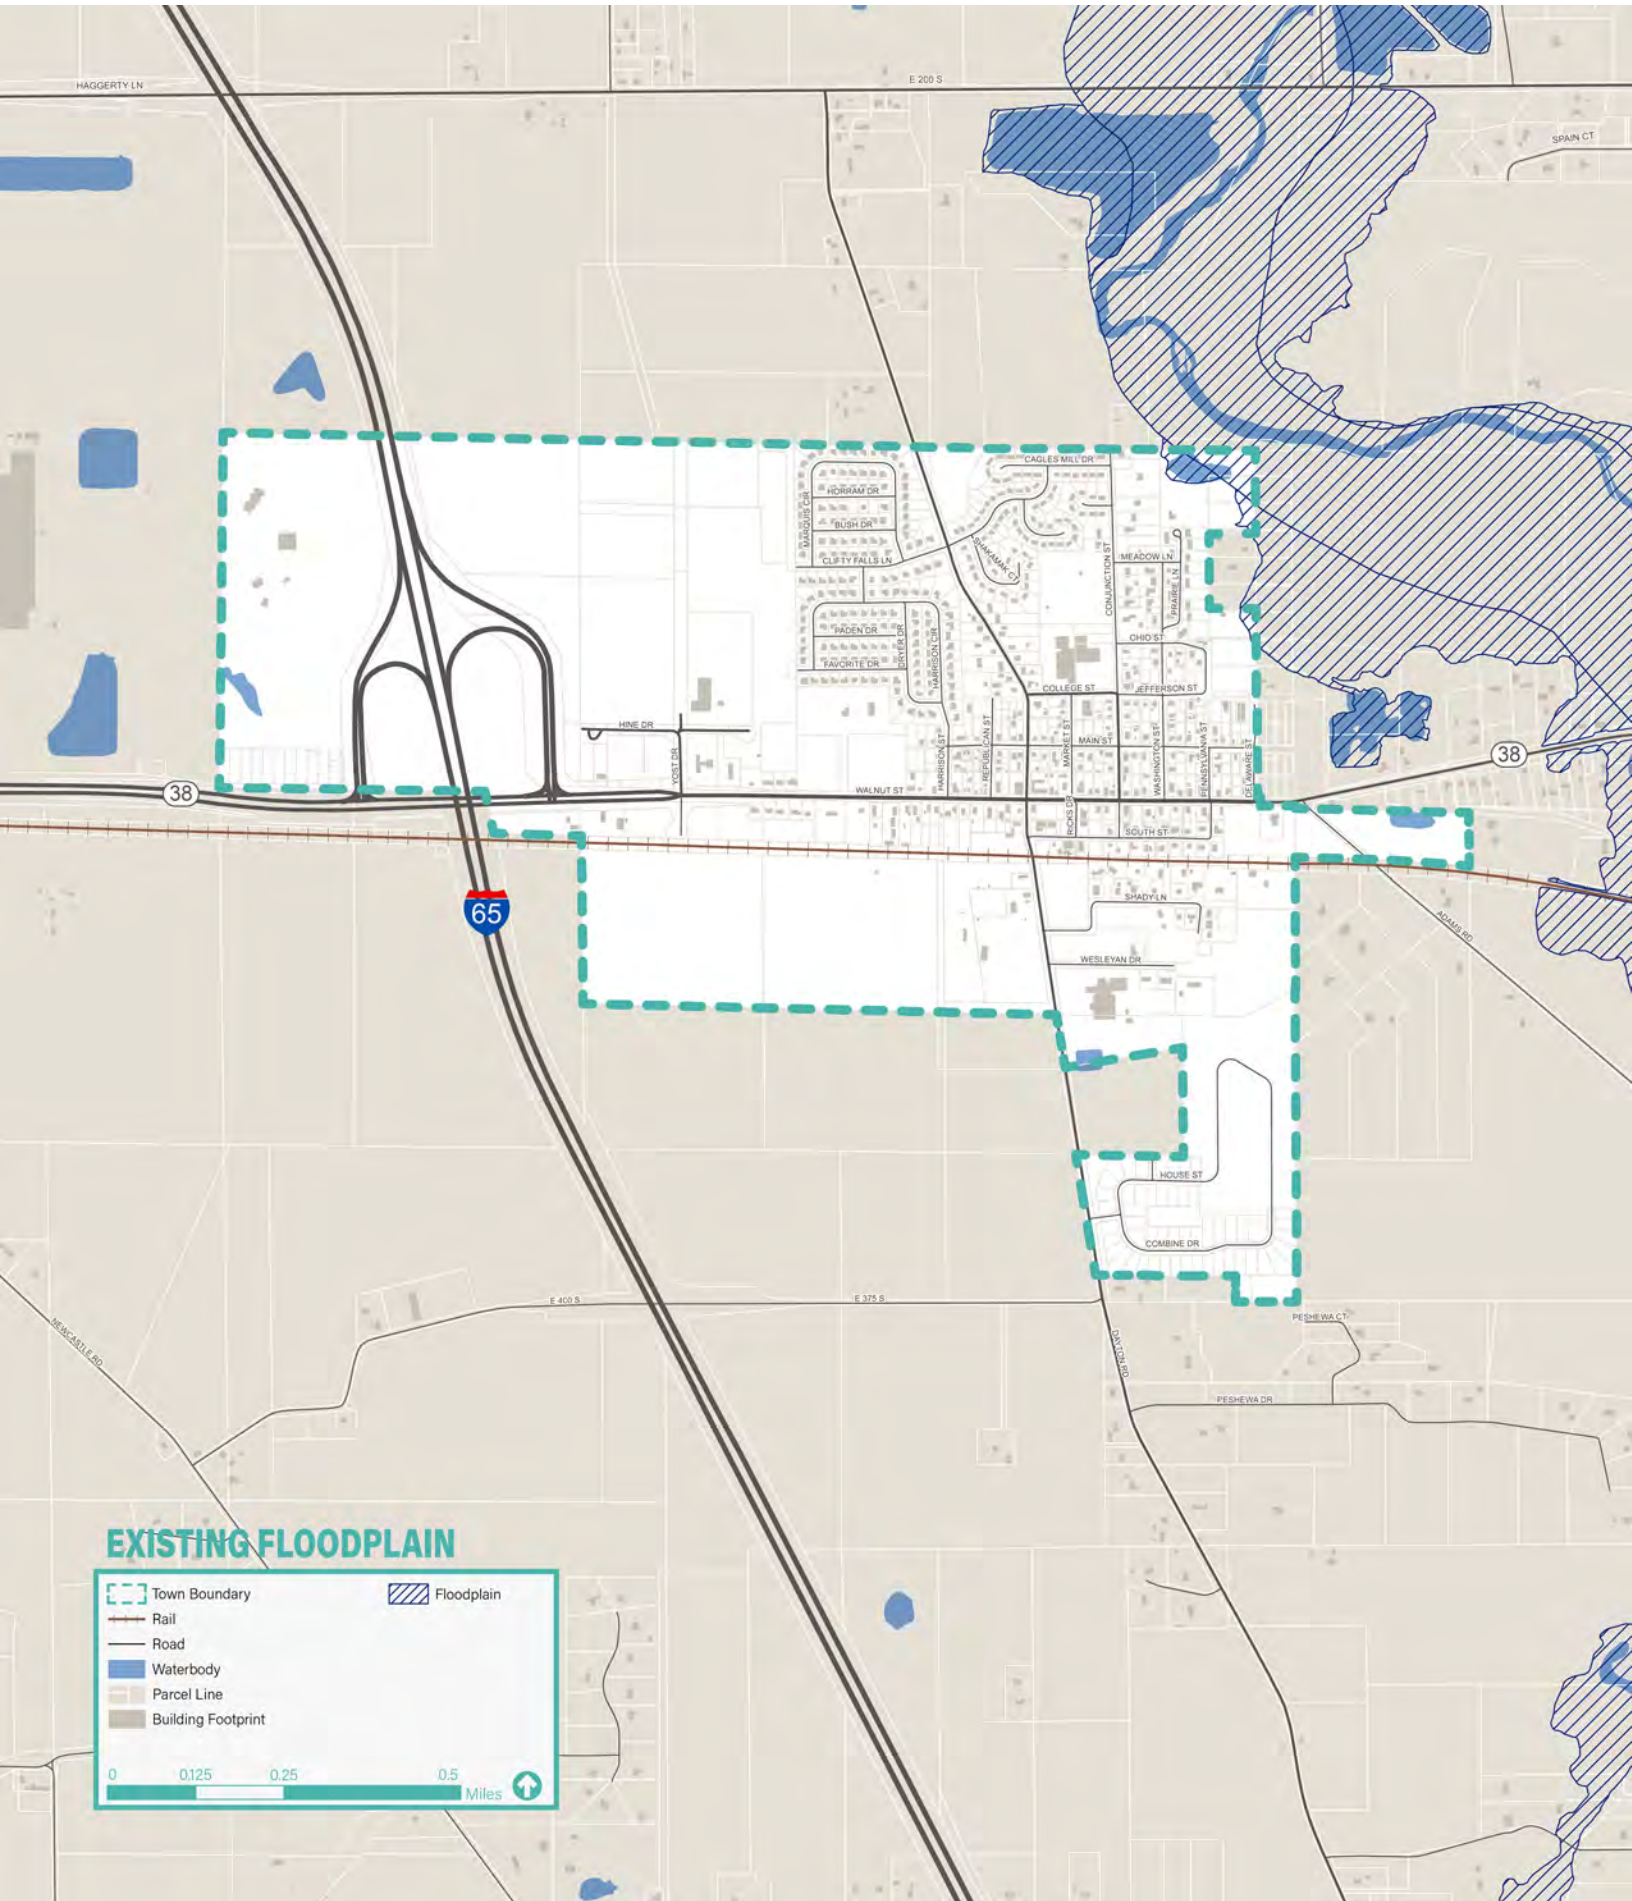 HAGGERTY LN
E 200 S
SPAIN CT
CAGLES MILL DR
HORRAM DR
MARQUIS CIR
BUSH DR
CLIFTY FALLS LN
SHAKAMAK CT
CONJUNCTION ST
MEADOW LN
PRAIRIE LN
PADEN DR
DRYER DR
HARRISON CIR
FAVORITE DR
OHIO ST
COLLEGE ST
JEFFERSON ST
HINE DR
YOST DR
HARRISON ST
REPUBLICAN ST
MARKET ST
MAIN ST
WASHINGTON ST
PENNSYLVANIA ST
DELAWARE ST
38
38
WALNUT ST
RICKS DR
SOUTH ST
65
SHADY LN
ADAMS RD
WESLEYAN DR
HOUSE ST
COMBINE DR
E 400 S
E 375 S
NEWCASTLE RD
PESHEWA CT
DAYTON RD
PESHEWA DR
EXISTING FLOODPLAIN
Town Boundary
Floodplain
Rail
Road
Waterbody
Parcel Line
Building Footprint
0 0.125 0.25 0.5
Miles